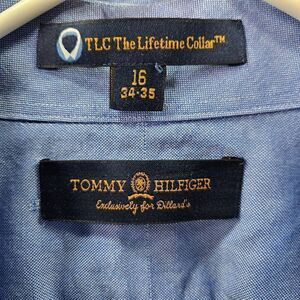 TLC The Lifetime Collar™
16
34-35
TOMMY HILFIGER
Exclusively for Dillard's